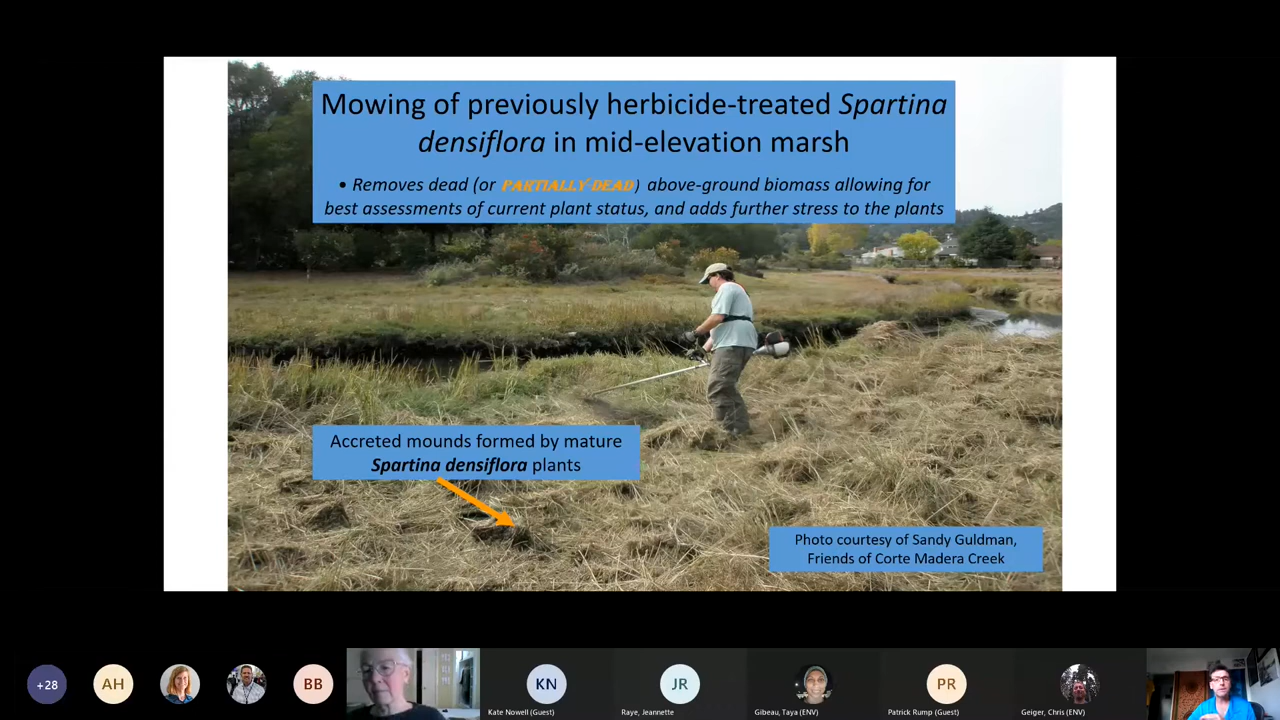 Mowing of previously herbicide-treated Spartina
densiflora in mid-elevation marsh
• Removes dead (or PARTIALLY DEAD) above-ground biomass allowing for
best assessments of current plant status, and adds further stress to the plants
Accreted mounds formed by mature
Spartina densiflora plants
Photo courtesy of Sandy Guldman,
Friends of Corte Madera Creek
+28
AH
BB
KN
JR
PR
Kate Nowell (Guest)
Raye, Jeannette
Gibeau, Taya (ENV)
Patrick Rump (Guest)
Geiger, Chris (ENV)